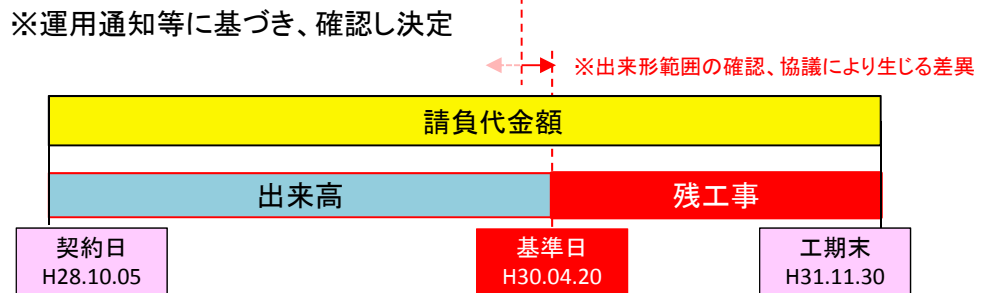 ※運用通知等に基づき、確認し決定
※出来形範囲の確認、協議により生じる差異
請負代金額
出来高
残工事
契約日
H28.10.05
基準日
H30.04.20
工期末
H31.11.30